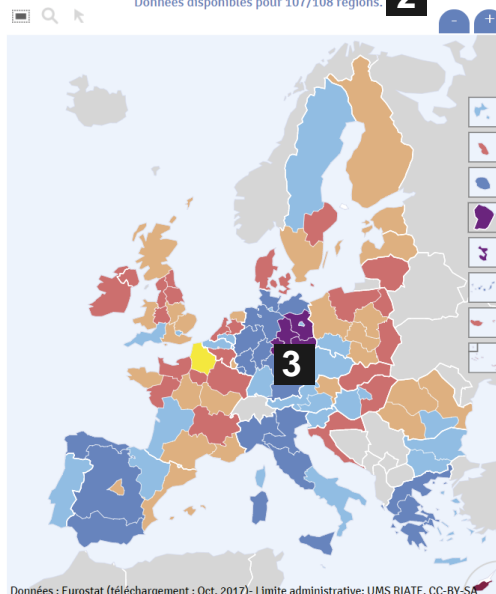 Données disponibles pour 107/108 régions.
2
-
+
3
Données : Eurostat (téléchargement : Oct. 2017)- Limite administrative: UMS RIATE, CC-BY-SA